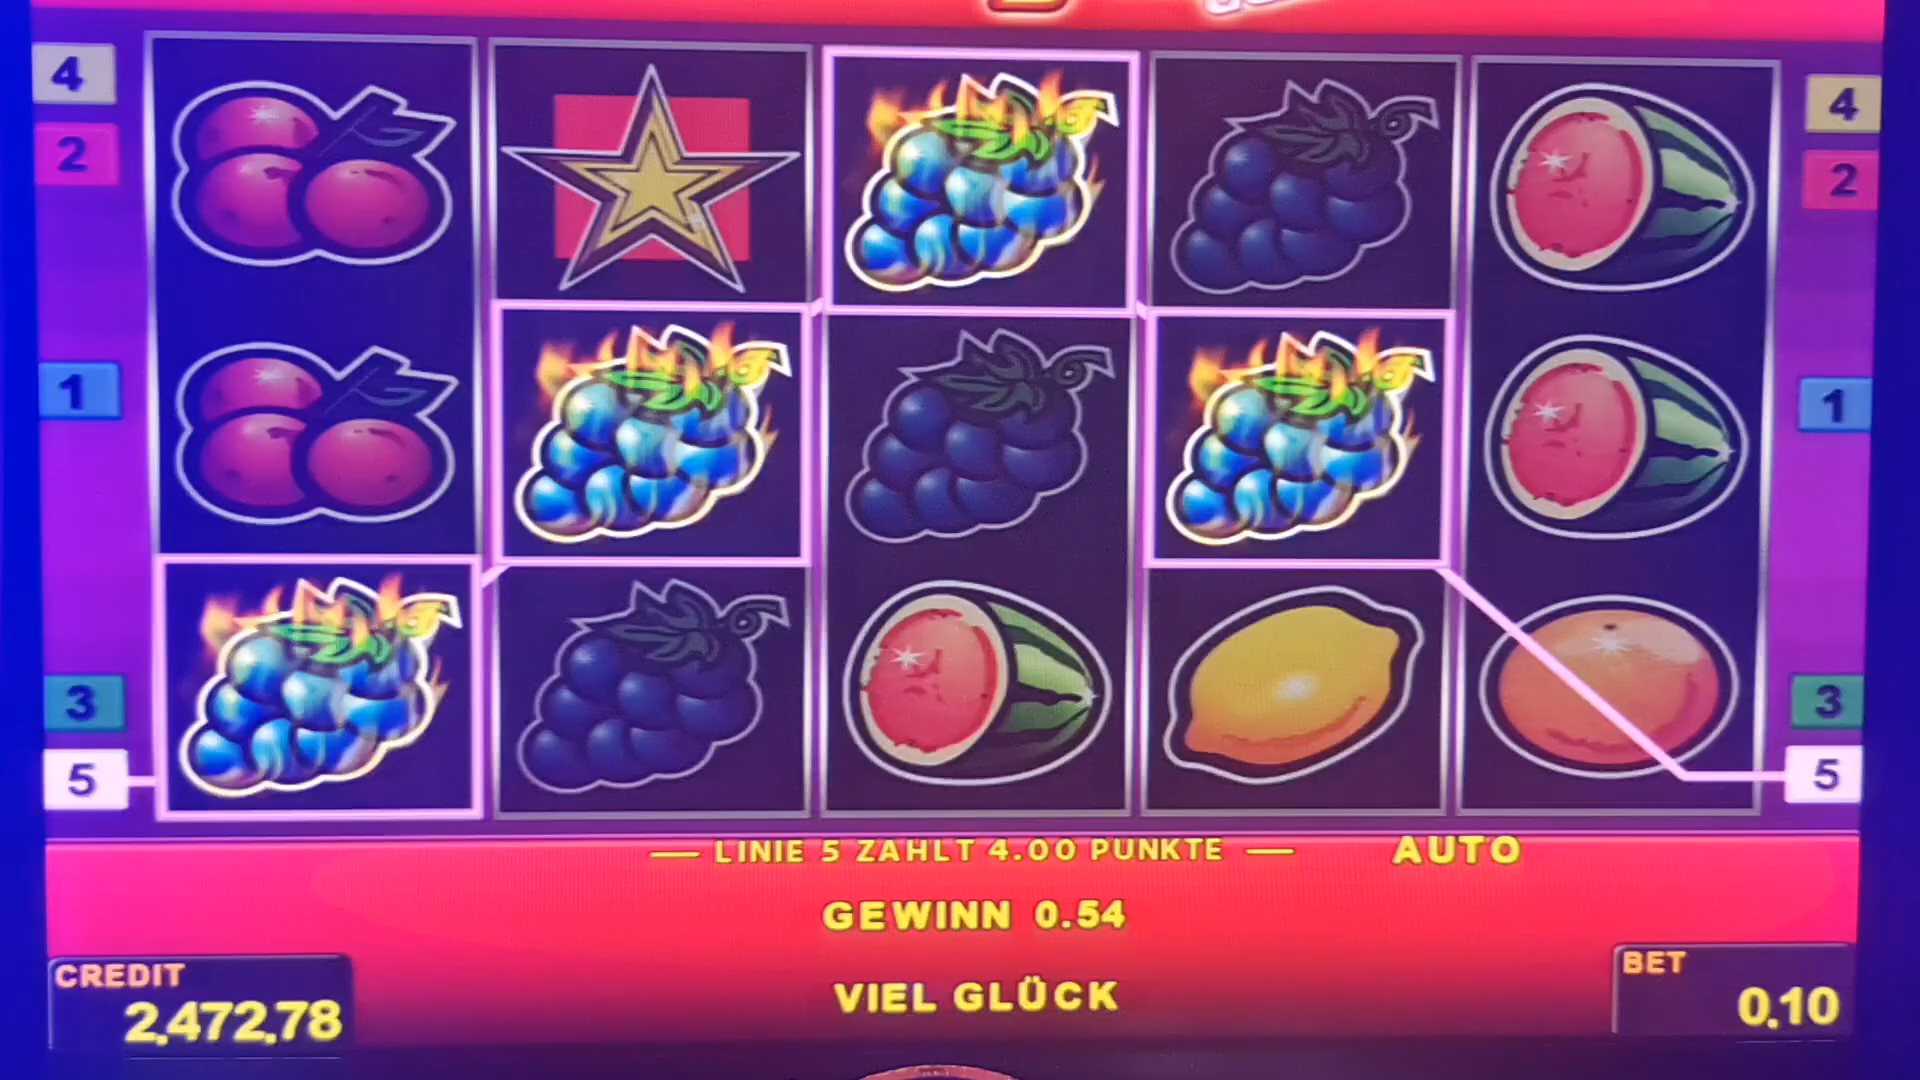 4
4
2
2
1
1
3
3
5
5
LINIE 5 ZAHLT 4.00 PUNKTE
AUTO
GEWINN 0.54
CREDIT
BET
2,472,78
VIEL GLÜCK
0.10